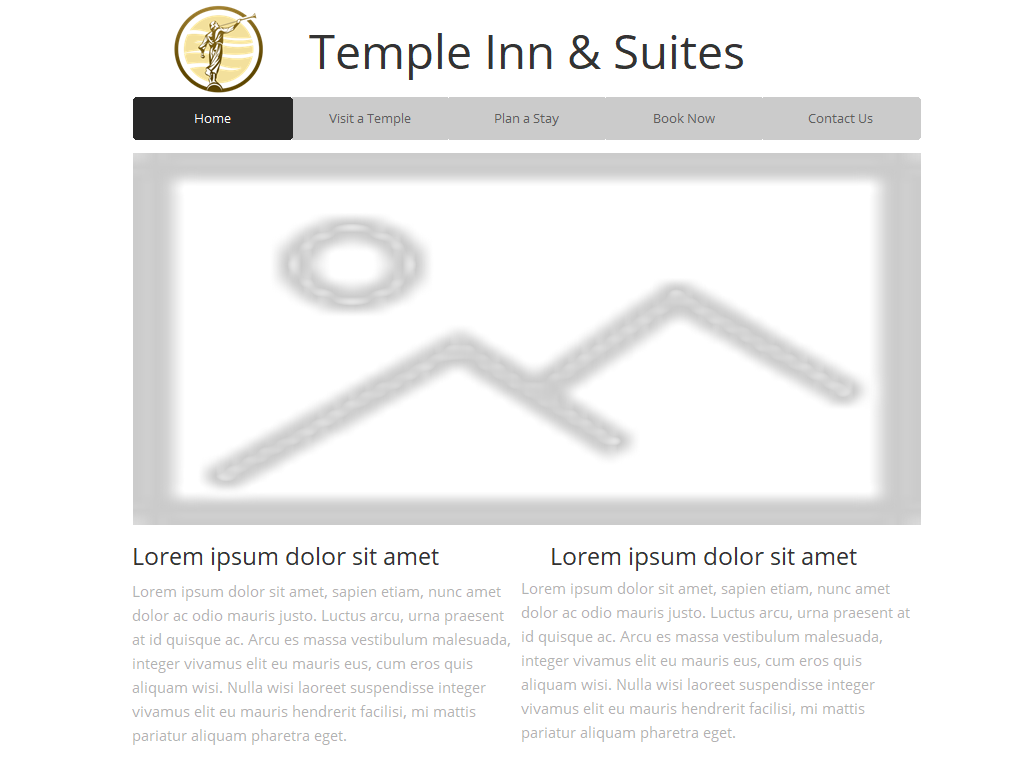 Temple Inn & Suites
Home
Visit a Temple
Plan a Stay
Book Now
Contact Us
Lorem ipsum dolor sit amet
Lorem ipsum dolor sit amet, sapien etiam, nunc amet
dolor ac odio mauris justo. Luctus arcu, urna praesent
at id quisque ac. Arcu es massa vestibulum malesuada,
integer vivamus elit eu mauris eus, cum eros quis
aliquam wisi. Nulla wisi laoreet suspendisse integer
vivamus elit eu mauris hendrerit facilisi, mi mattis
pariatur aliquam pharetra eget.
Lorem ipsum dolor sit amet
Lorem ipsum dolor sit amet, sapien etiam, nunc amet
dolor ac odio mauris justo. Luctus arcu, urna praesent at
id quisque ac. Arcu es massa vestibulum malesuada,
integer vivamus elit eu mauris eus, cum eros quis
aliquam wisi. Nulla wisi laoreet suspendisse integer
vivamus elit eu mauris hendrerit facilisi, mi mattis
pariatur aliquam pharetra eget.